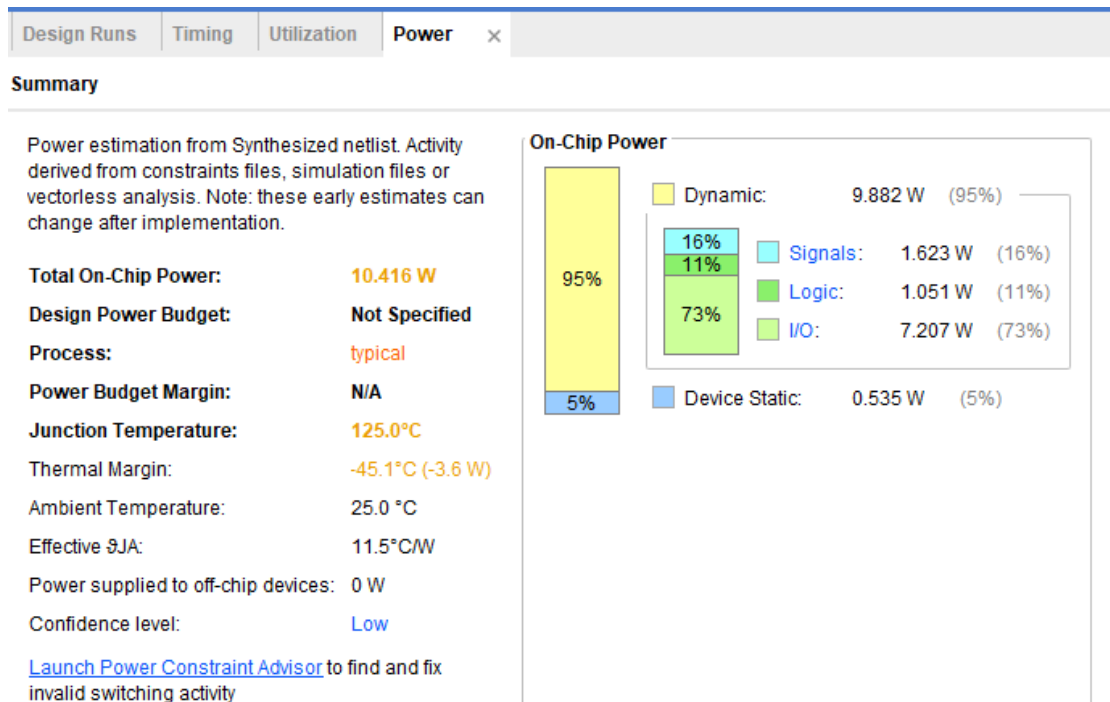 Design Runs Timing Utilization Power ×
Summary
Power estimation from Synthesized netlist. Activity
derived from constraints files, simulation files or
vectorless analysis. Note: these early estimates can
change after implementation.
Total On-Chip Power: 10.416 W
Design Power Budget: Not Specified
Process: typical
Power Budget Margin: N/A
Junction Temperature: 125.0°C
Thermal Margin: -45.1°C (-3.6 W)
Ambient Temperature: 25.0 °C
Effective ϑJA: 11.5°C/W
Power supplied to off-chip devices: 0 W
Confidence level: Low
Launch Power Constraint Advisor to find and fix
invalid switching activity
On-Chip Power
95%
5%
Dynamic: 9.882 W (95%)
16%
11%
73%
Signals: 1.623 W (16%)
Logic: 1.051 W (11%)
I/O: 7.207 W (73%)
Device Static: 0.535 W (5%)